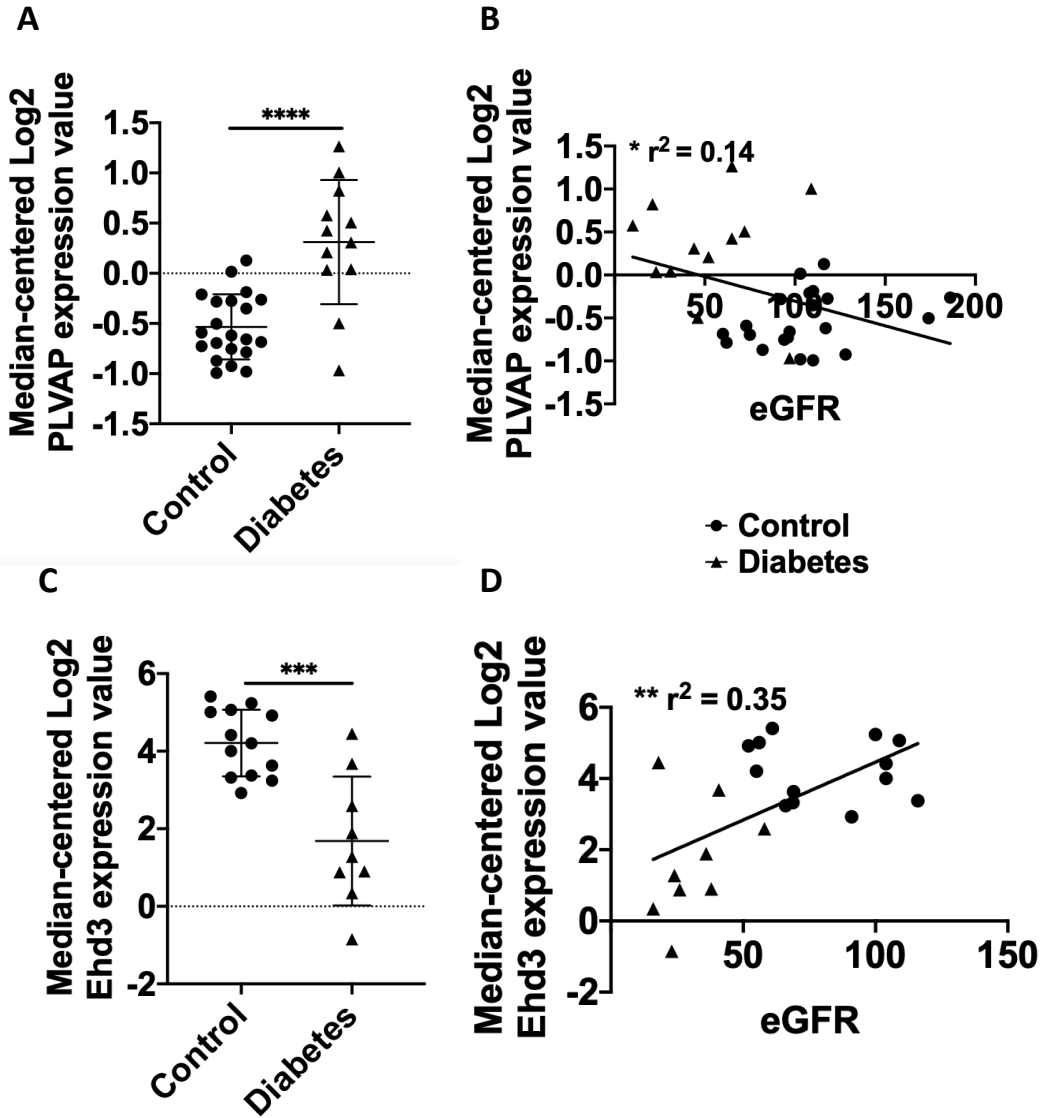 A
Median-centered Log2
PLVAP expression value
****
1.5
1.0
0.5
0.0
-0.5
-1.0
-1.5
Control
Diabetes
B
Median-centered Log2
PLVAP expression value
* r2 = 0.14
1.5
1.0
0.5
0.0
-0.5
-1.0
-1.5
50
100
150
200
eGFR
Control
Diabetes
C
Median-centered Log2
Ehd3 expression value
***
6
4
2
0
-2
Control
Diabetes
D
Median-centered Log2
Ehd3 expression value
** r2 = 0.35
6
4
2
0
-2
50
100
150
eGFR